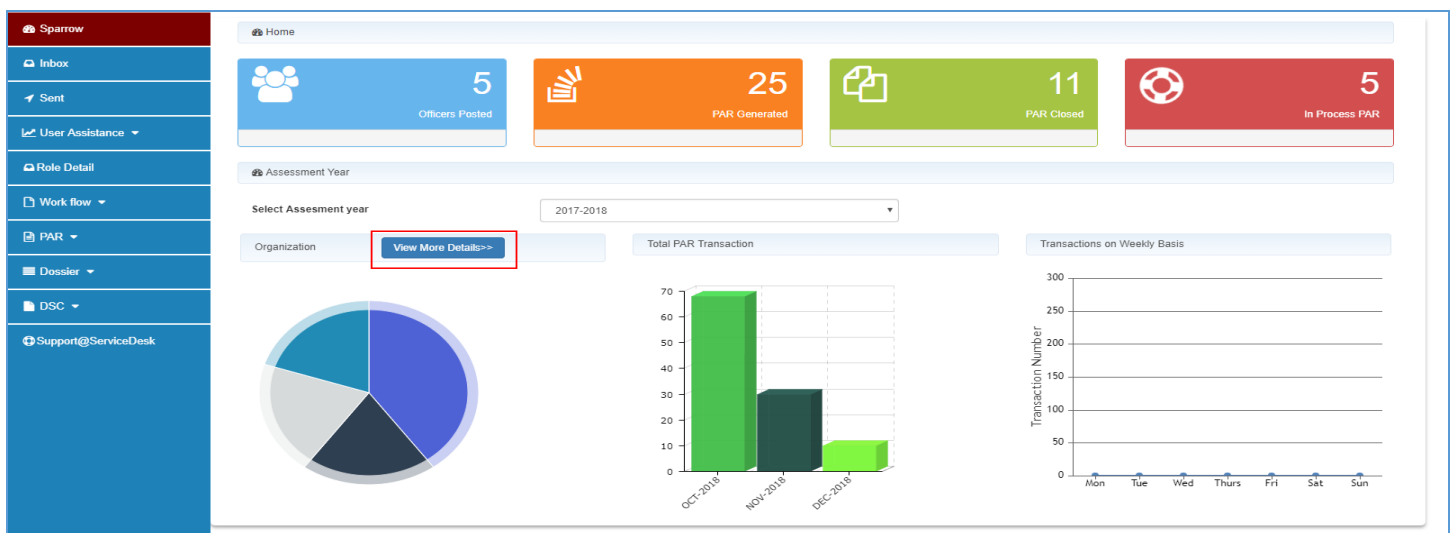 Sparrow
Inbox
Sent
User Assistance
Role Detail
Work flow
PAR
Dossier
DSC
Support@ServiceDesk
Home
5
Officers Posted
25
PAR Generated
11
PAR Closed
5
In Process PAR
Assessment Year
Select Assesment year
2017-2018
Organization
View More Details>>
Total PAR Transaction
70
60
50
40
30
20
10
0
OCT-2018
NOV-2018
DEC-2018
Transactions on Weekly Basis
Transaction Number
300
250
200
150
100
50
0
Mon Tue Wed Thurs Fri Sat Sun